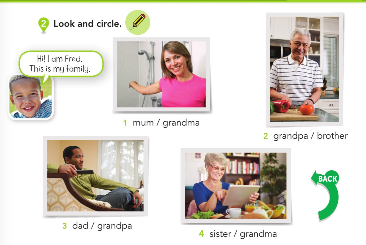 2 Look and circle.
Hi! I am Fred.
This is my family.
1 mum / grandma
2 grandpa / brother
3 dad / grandpa
4 sister / grandma
BACK